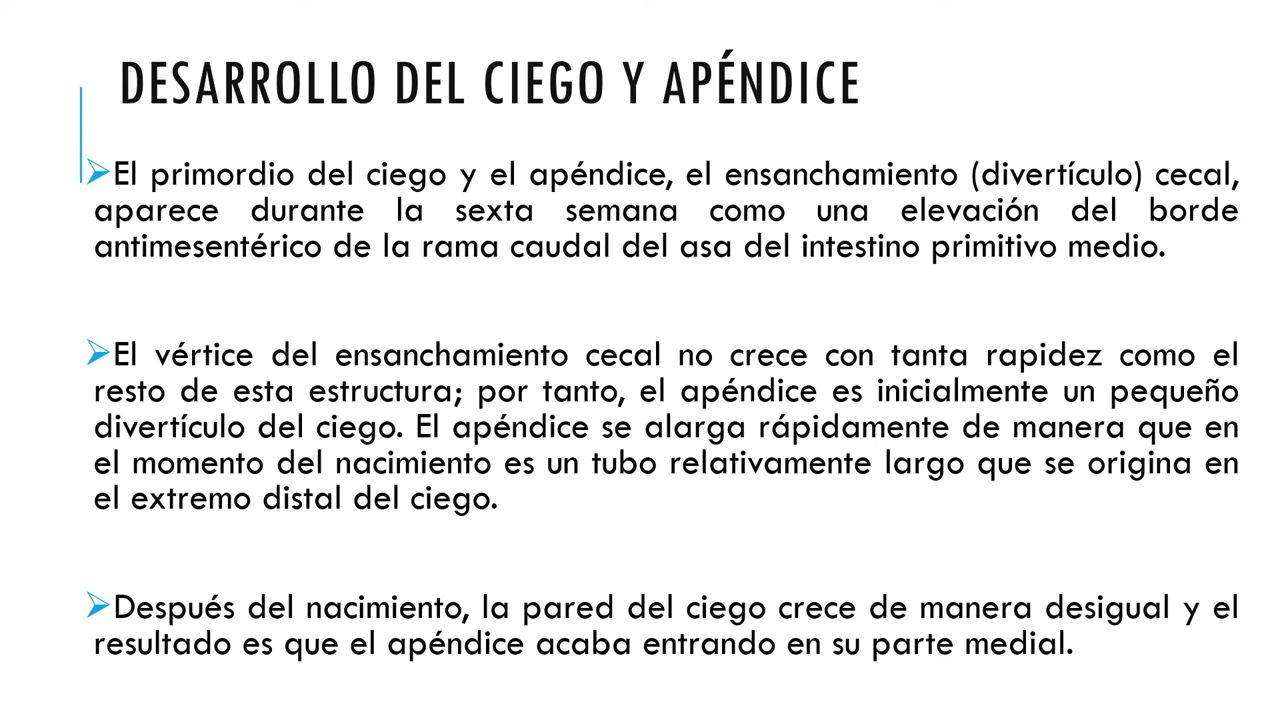 DESARROLLO DEL CIEGO Y APÉNDICE
➢El primordio del ciego y el apéndice, el ensanchamiento (divertículo) cecal,
aparece durante la sexta semana como una elevación del borde
antimesentérico de la rama caudal del asa del intestino primitivo medio.
➢El vértice del ensanchamiento cecal no crece con tanta rapidez como el
resto de esta estructura; por tanto, el apéndice es inicialmente un pequeño
divertículo del ciego. El apéndice se alarga rápidamente de manera que en
el momento del nacimiento es un tubo relativamente largo que se origina en
el extremo distal del ciego.
➢Después del nacimiento, la pared del ciego crece de manera desigual y el
resultado es que el apéndice acaba entrando en su parte medial.